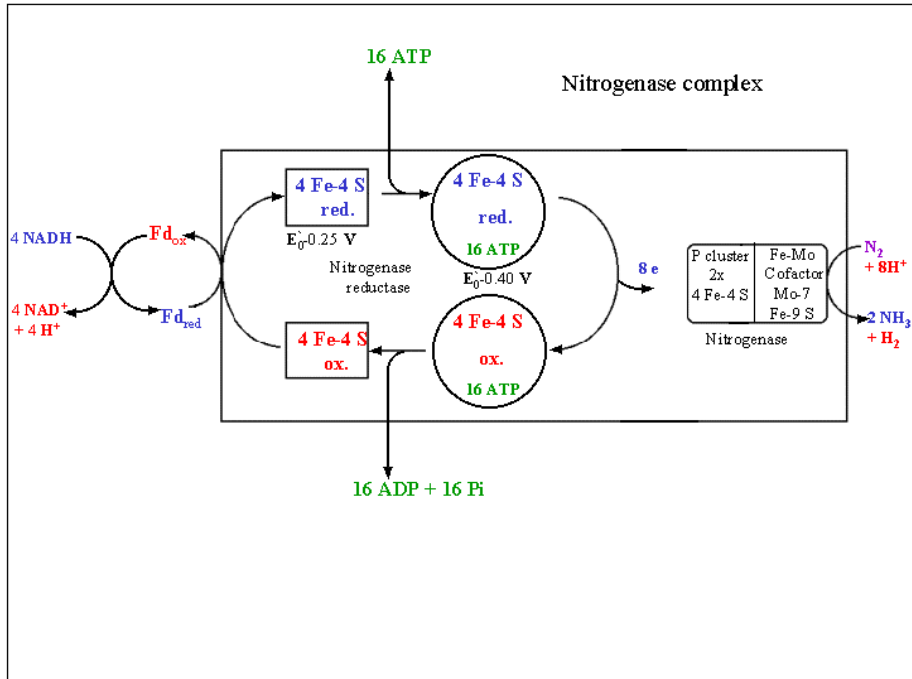 16 ATP
Nitrogenase complex
4 Fe-4 S
red.
4 Fe-4 S
red.
16 ATP
E₀`-0.25 V
E₀`-0.40 V
Nitrogenase
reductase
4 NADH
Fd_ox
4 NAD⁺
+ 4 H⁺
Fd_red
8 e
P cluster
2x
4 Fe-4 S
Fe-Mo
Cofactor
Mo-7
Fe-9 S
Nitrogenase
N₂
+ 8H⁺
2 NH₃
+ H₂
4 Fe-4 S
ox.
4 Fe-4 S
ox.
16 ATP
16 ADP + 16 Pi